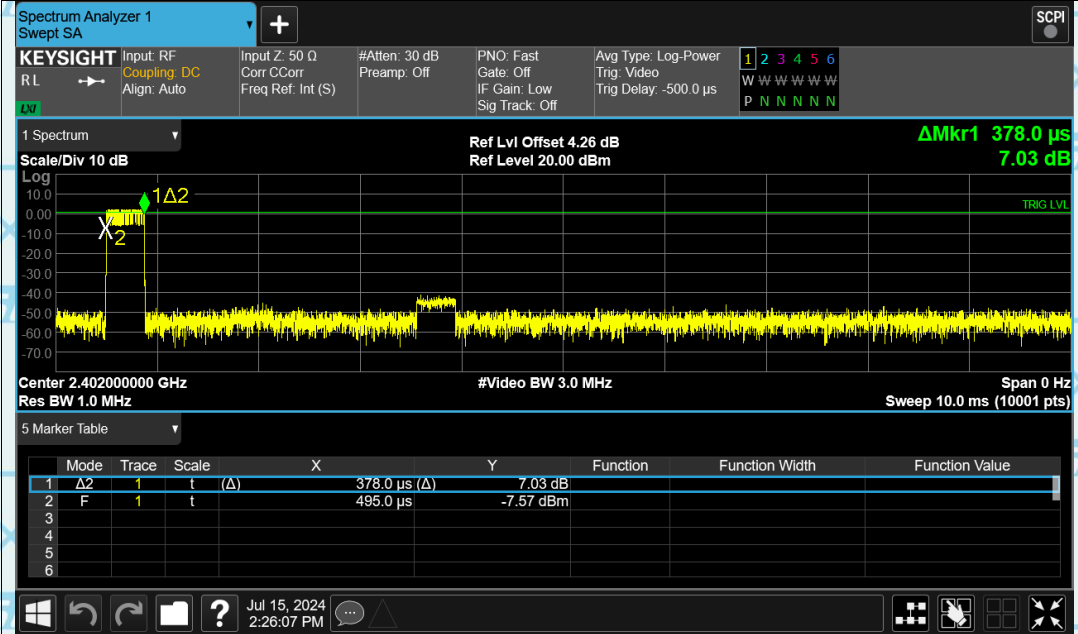 Spectrum Analyzer 1
Swept SA
+
SCPI
KEYSIGHT
R L
LXI
Input: RF
Coupling: DC
Align: Auto
Input Z: 50 Ω
Corr CCorr
Freq Ref: Int (S)
#Atten: 30 dB
Preamp: Off
PNO: Fast
Gate: Off
IF Gain: Low
Sig Track: Off
Avg Type: Log-Power
Trig: Video
Trig Delay: -500.0 µs
1 2 3 4 5 6
W W W W W W
P N N N N N
1 Spectrum
Scale/Div 10 dB
Ref Lvl Offset 4.26 dB
Ref Level 20.00 dBm
ΔMkr1 378.0 µs
7.03 dB
Log
10.0
0.00
-10.0
-20.0
-30.0
-40.0
-50.0
-60.0
-70.0
1Δ2
X2
TRIG LVL
Center 2.402000000 GHz
#Video BW 3.0 MHz
Span 0 Hz
Res BW 1.0 MHz
Sweep 10.0 ms (10001 pts)
5 Marker Table
Mode Trace Scale X Y Function Function Width Function Value
1 Δ2 1 t (Δ) 378.0 µs (Δ) 7.03 dB
2 F 1 t 495.0 µs -7.57 dBm
3
4
5
6
?
Jul 15, 2024
2:26:07 PM